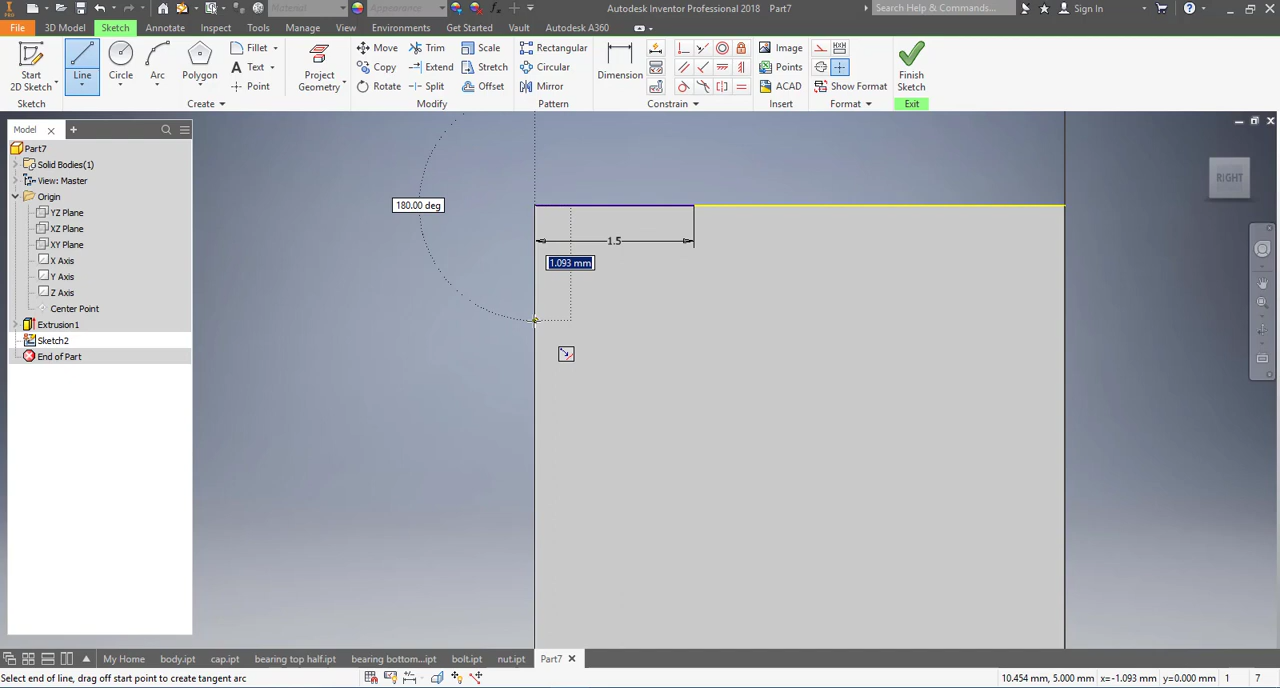 PRO
Material
Appearance
Autodesk Inventor Professional 2018 Part7
Search Help & Commands...
Sign In
File 3D Model Sketch Annotate Inspect Tools Manage View Environments Get Started Vault Autodesk A360
Start 2D Sketch
Line
Circle
Arc
Polygon
Fillet
Text
Point
Project Geometry
Move
Copy
Rotate
Trim
Extend
Split
Scale
Stretch
Offset
Rectangular
Circular
Mirror
Dimension
Image
Points
ACAD
Show Format
Finish Sketch
Sketch Create Modify Pattern Constrain Insert Format Exit
Model
Part7
Solid Bodies(1)
View: Master
Origin
YZ Plane
XZ Plane
XY Plane
X Axis
Y Axis
Z Axis
Center Point
Extrusion1
Sketch2
End of Part
RIGHT
180.00 deg
1.5
1.093 mm
My Home body.ipt cap.ipt bearing top half.ipt bearing bottom...ipt bolt.ipt nut.ipt Part7
Select end of line, drag off start point to create tangent arc
10.454 mm, 5.000 mm x=-1.093 mm y=0.000 mm 1 7